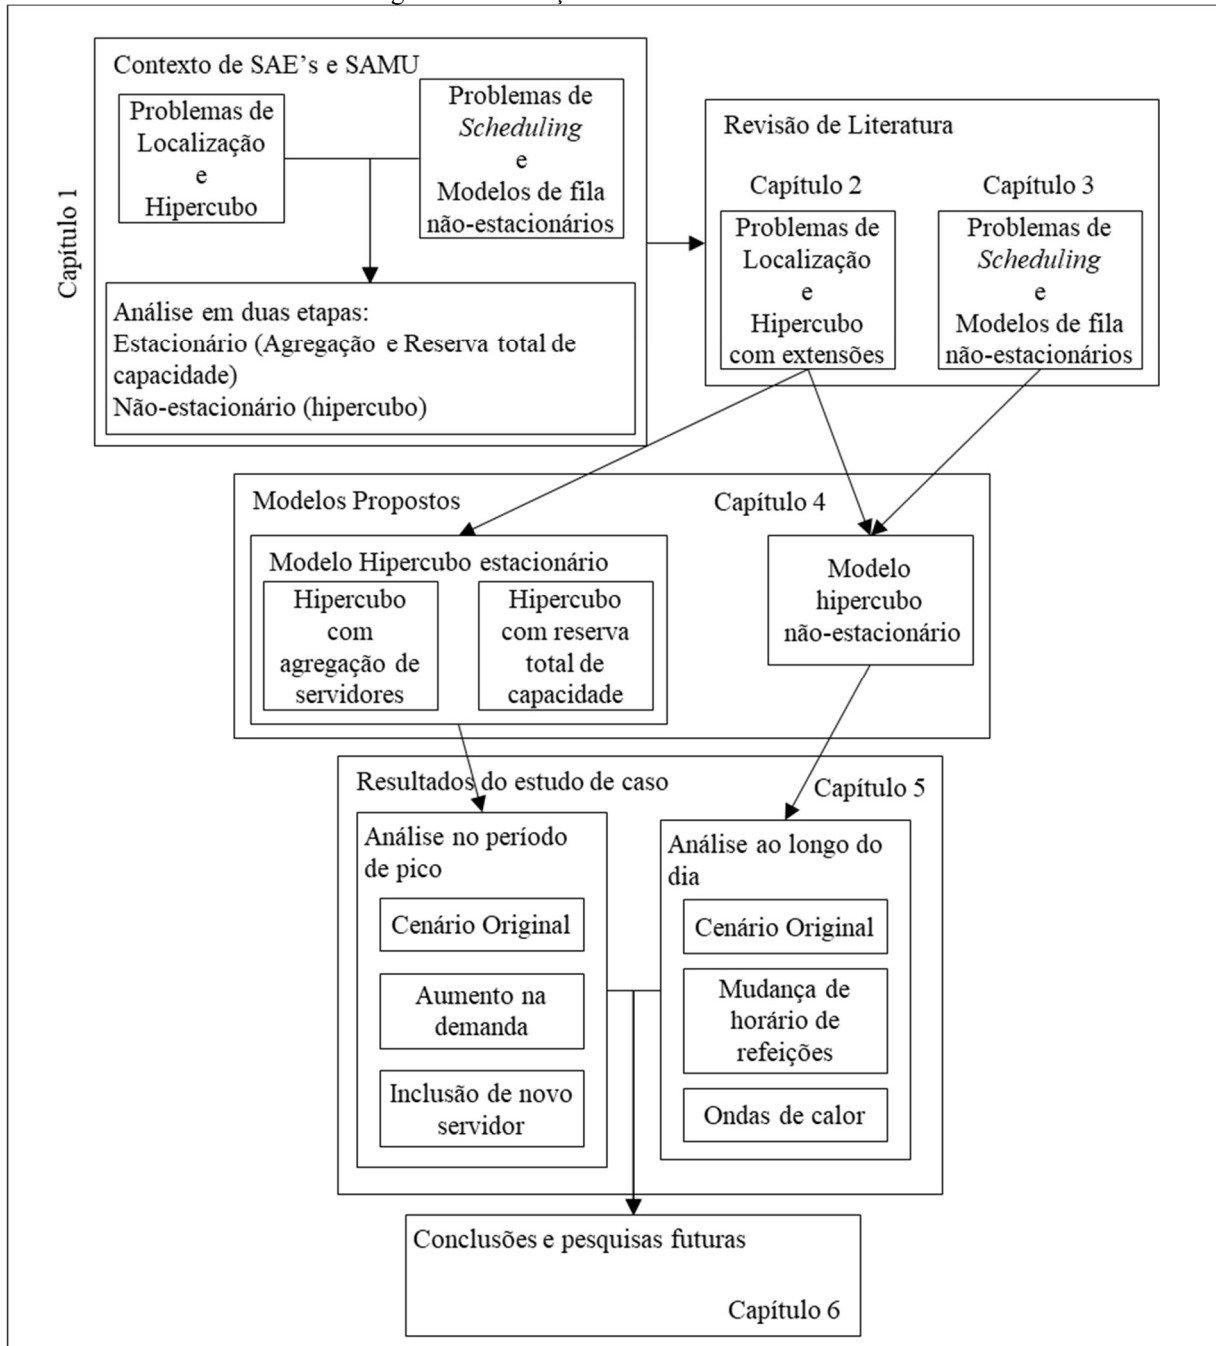 Contexto de SAE's e SAMU
Problemas de
Localização
e
Hipercubo
Problemas de
Scheduling
e
Modelos de fila
não-estacionários
Capítulo 1
Análise em duas etapas:
Estacionário (Agregação e Reserva total de
capacidade)
Não-estacionário (hipercubo)
Revisão de Literatura
Capítulo 2
Problemas de
Localização
e
Hipercubo
com extensões
Capítulo 3
Problemas de
Scheduling
e
Modelos de fila
não-estacionários
Modelos Propostos
Capítulo 4
Modelo Hipercubo estacionário
Hipercubo
com
agregação de
servidores
Hipercubo
com reserva
total de
capacidade
Modelo
hipercubo
não-estacionário
Resultados do estudo de caso
Capítulo 5
Análise no período
de pico
Cenário Original
Aumento na
demanda
Inclusão de novo
servidor
Análise ao longo do
dia
Cenário Original
Mudança de
horário de
refeições
Ondas de calor
Conclusões e pesquisas futuras
Capítulo 6